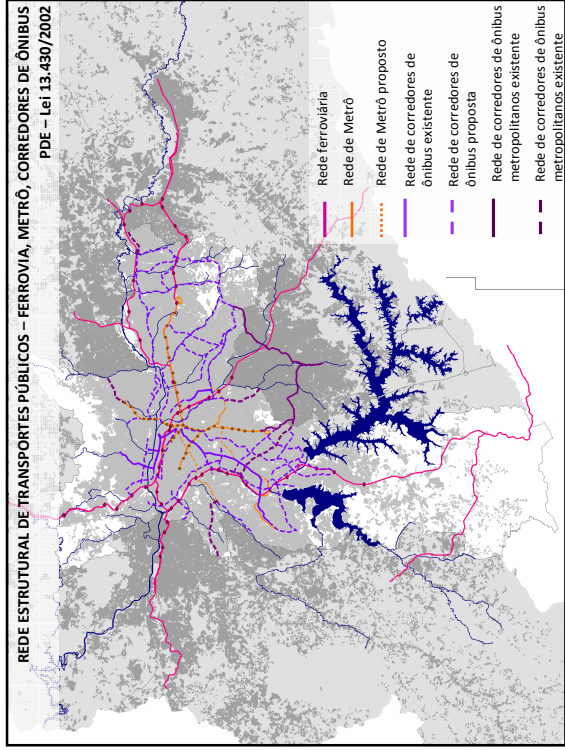 REDE ESTRUTURAL DE TRANSPORTES PÚBLICOS – FERROVIA, METRÔ, CORREDORES DE ÔNIBUS
PDE – Lei 13.430/2002
Rede ferroviária
Rede de Metrô
Rede de Metrô proposto
Rede de corredores de
ônibus existente
Rede de corredores de
ônibus proposta
Rede de corredores de ônibus
metropolitanos existente
Rede de corredores de ônibus
metropolitanos existente